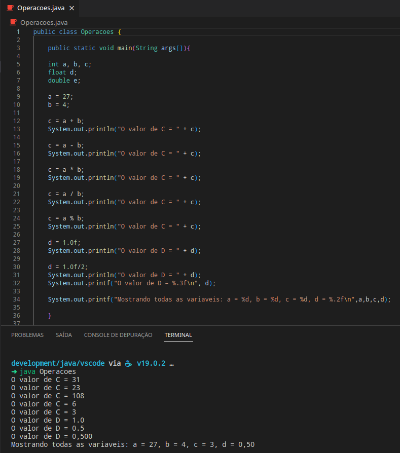 Operacoes.java ×
Operacoes.java
1 public class Operacoes {
2
3 public static void main(String args[]){
4
5 int a, b, c;
6 float d;
7 double e;
8
9 a = 27;
10 b = 4;
11
12 c = a + b;
13 System.out.println("O valor de C = " + c);
14
15 c = a - b;
16 System.out.println("O valor de C = " + c);
17
18 c = a * b;
19 System.out.println("O valor de C = " + c);
20
21 c = a / b;
22 System.out.println("O valor de C = " + c);
23
24 c = a % b;
25 System.out.println("O valor de C = " + c);
26
27 d = 1.0f;
28 System.out.println("O valor de D = " + d);
29
30 d = 1.0f/2;
31 System.out.println("O valor de D = " + d);
32 System.out.printf("O valor de D = %.3f\n", d);
33
34 System.out.printf("Mostrando todas as variaveis: a = %d, b = %d, c = %d, d = %.2f\n",a,b,c,d);
35
36 }
37
PROBLEMAS SAÍDA CONSOLE DE DEPURAÇÃO TERMINAL
development/java/vscode via v19.0.2 …
➜ java Operacoes
O valor de C = 31
O valor de C = 23
O valor de C = 108
O valor de C = 6
O valor de C = 3
O valor de D = 1.0
O valor de D = 0.5
O valor de D = 0,500
Mostrando todas as variaveis: a = 27, b = 4, c = 3, d = 0,50